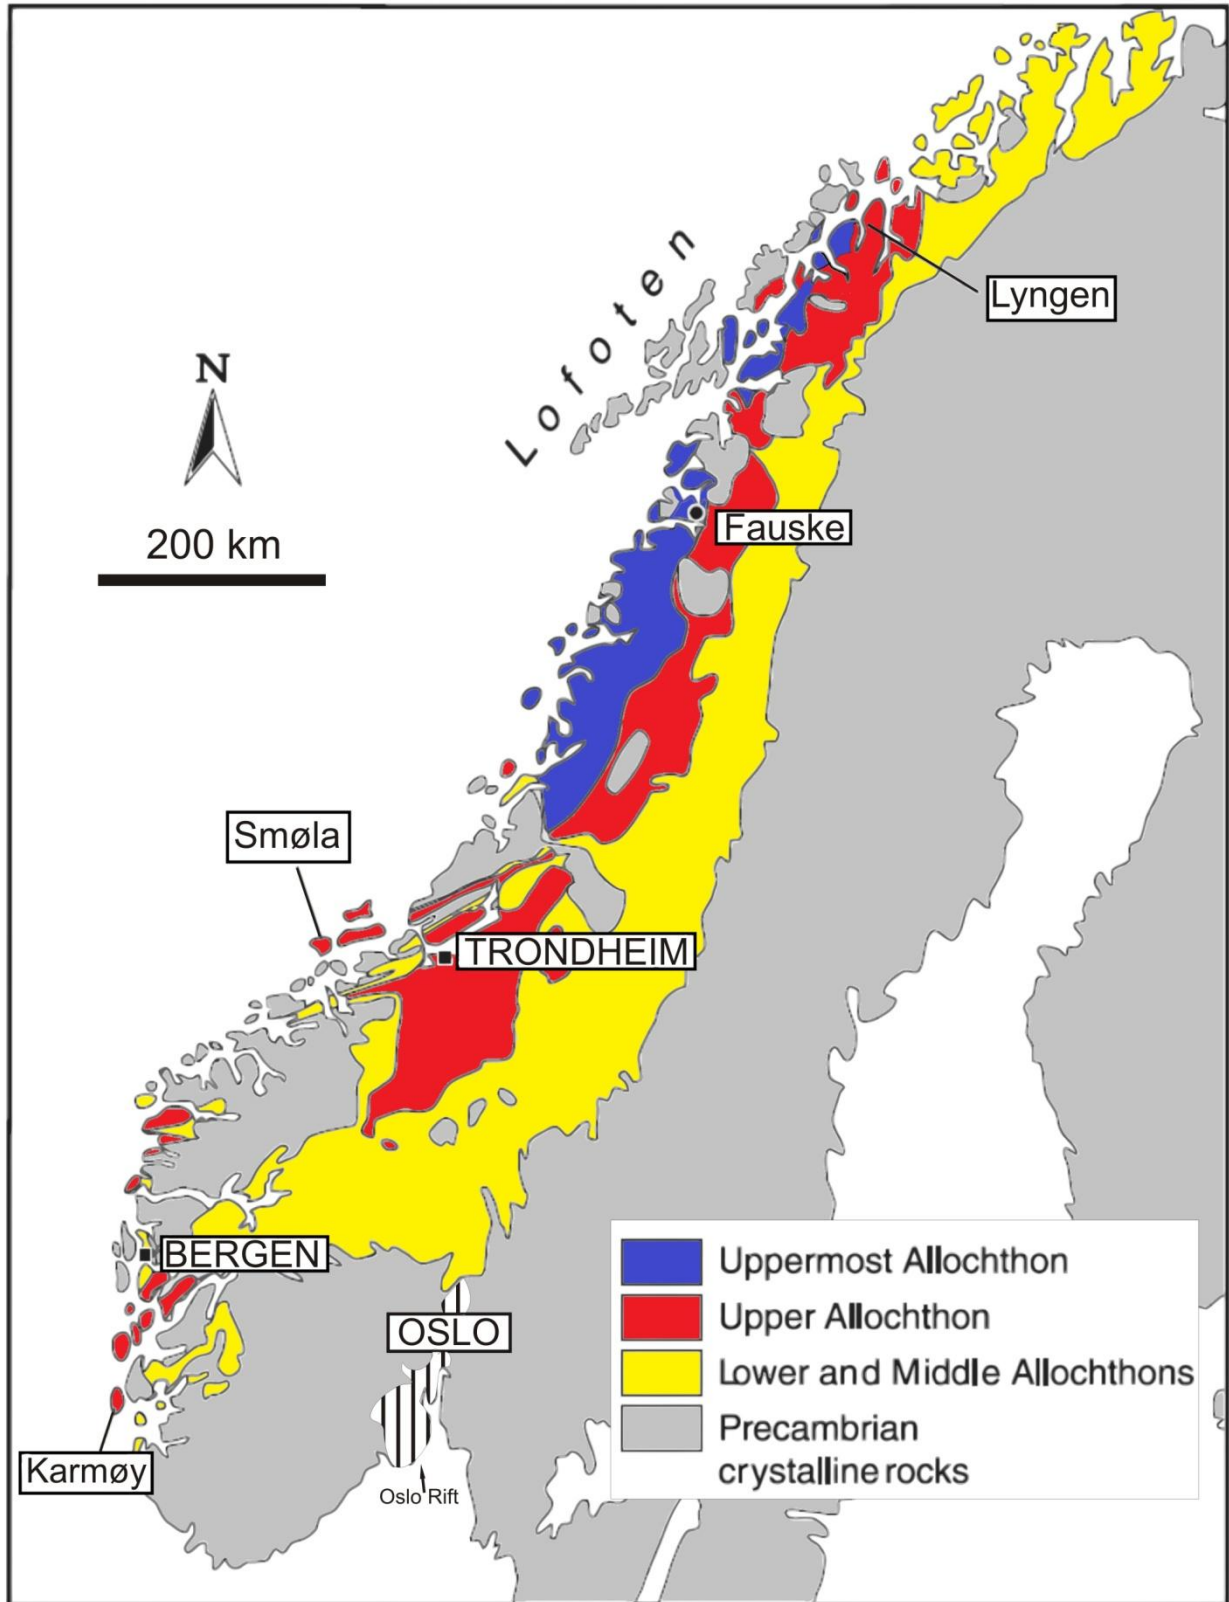 Lofoten
Lyngen
N
200 km
Fauske
Smøla
TRONDHEIM
BERGEN
OSLO
Karmøy
Oslo Rift
Uppermost Allochthon
Upper Allochthon
Lower and Middle Allochthons
Precambrian
crystalline rocks